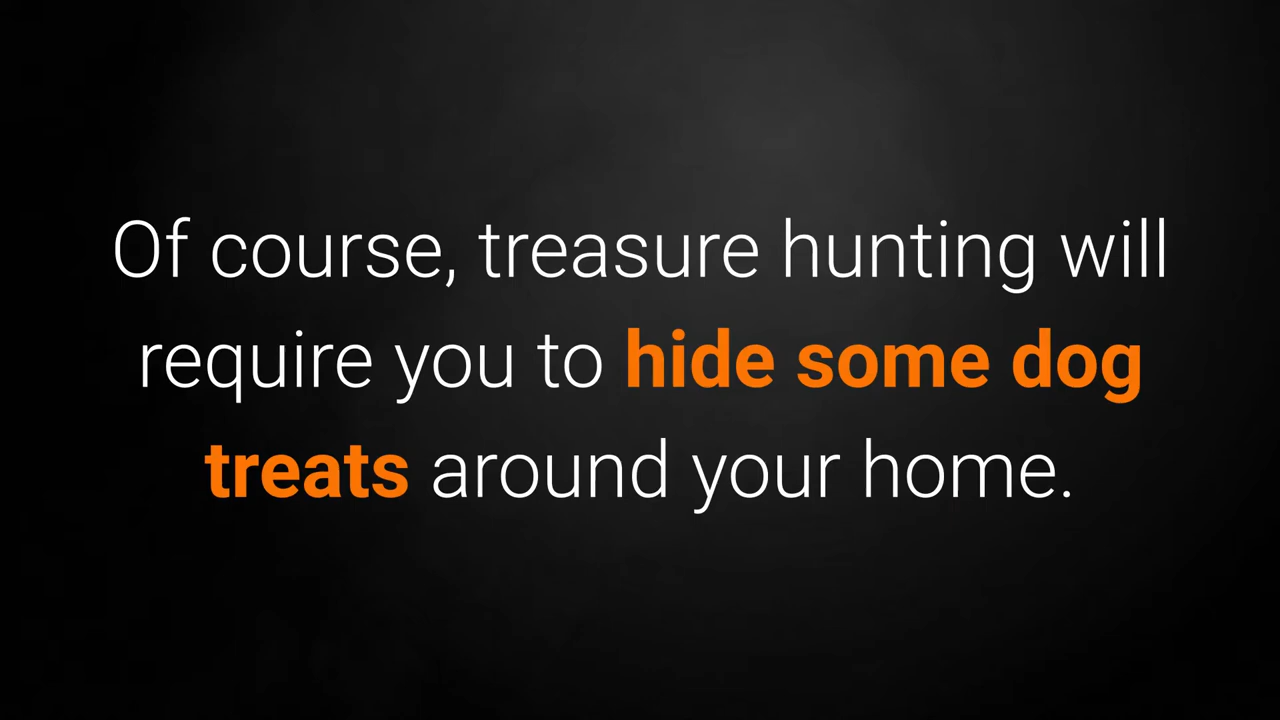 Of course, treasure hunting will
require you to hide some dog
treats around your home.